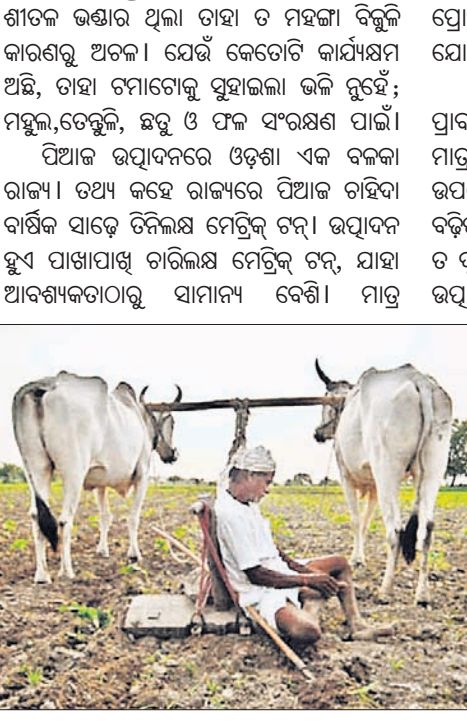 ଶୀତଳ ଭଣ୍ଡାର ଥିଲା ତାହା ତ ମହଙ୍ଗା ବିଜୁଳି
କାରଣରୁ ଅଚଳ। ଯେଉଁ କେତୋଟି କାର୍ଯ୍ୟକ୍ଷମ
ଅଛି, ତାହା ଟମାଟୋକୁ ସୁହାଇଲା ଭଳି ନୁହେଁ;
ମହୁଲ,ତେନ୍ତୁଳି, ଛତୁ ଓ ଫଳ ସଂରକ୍ଷଣ ପାଇଁ।
ପିଆଜ ଉତ୍ପାଦନରେ ଓଡ଼ିଶା ଏକ ବଳକା
ରାଜ୍ୟ। ତଥ୍ୟ କହେ ରାଜ୍ୟରେ ପିଆଜ ଚାହିଦା
ବାର୍ଷିକ ସାଢ଼େ ତିନିଲକ୍ଷ ମେଟ୍ରିକ୍ ଟନ୍। ଉତ୍ପାଦନ
ହୁଏ ପାଖାପାଖି ଚାରିଲକ୍ଷ ମେଟ୍ରିକ୍ ଟନ୍, ଯାହା
ଆବଶ୍ୟକତାଠାରୁ ସାମାନ୍ୟ ବେଶି। ମାତ୍ର
ମାତ୍ର